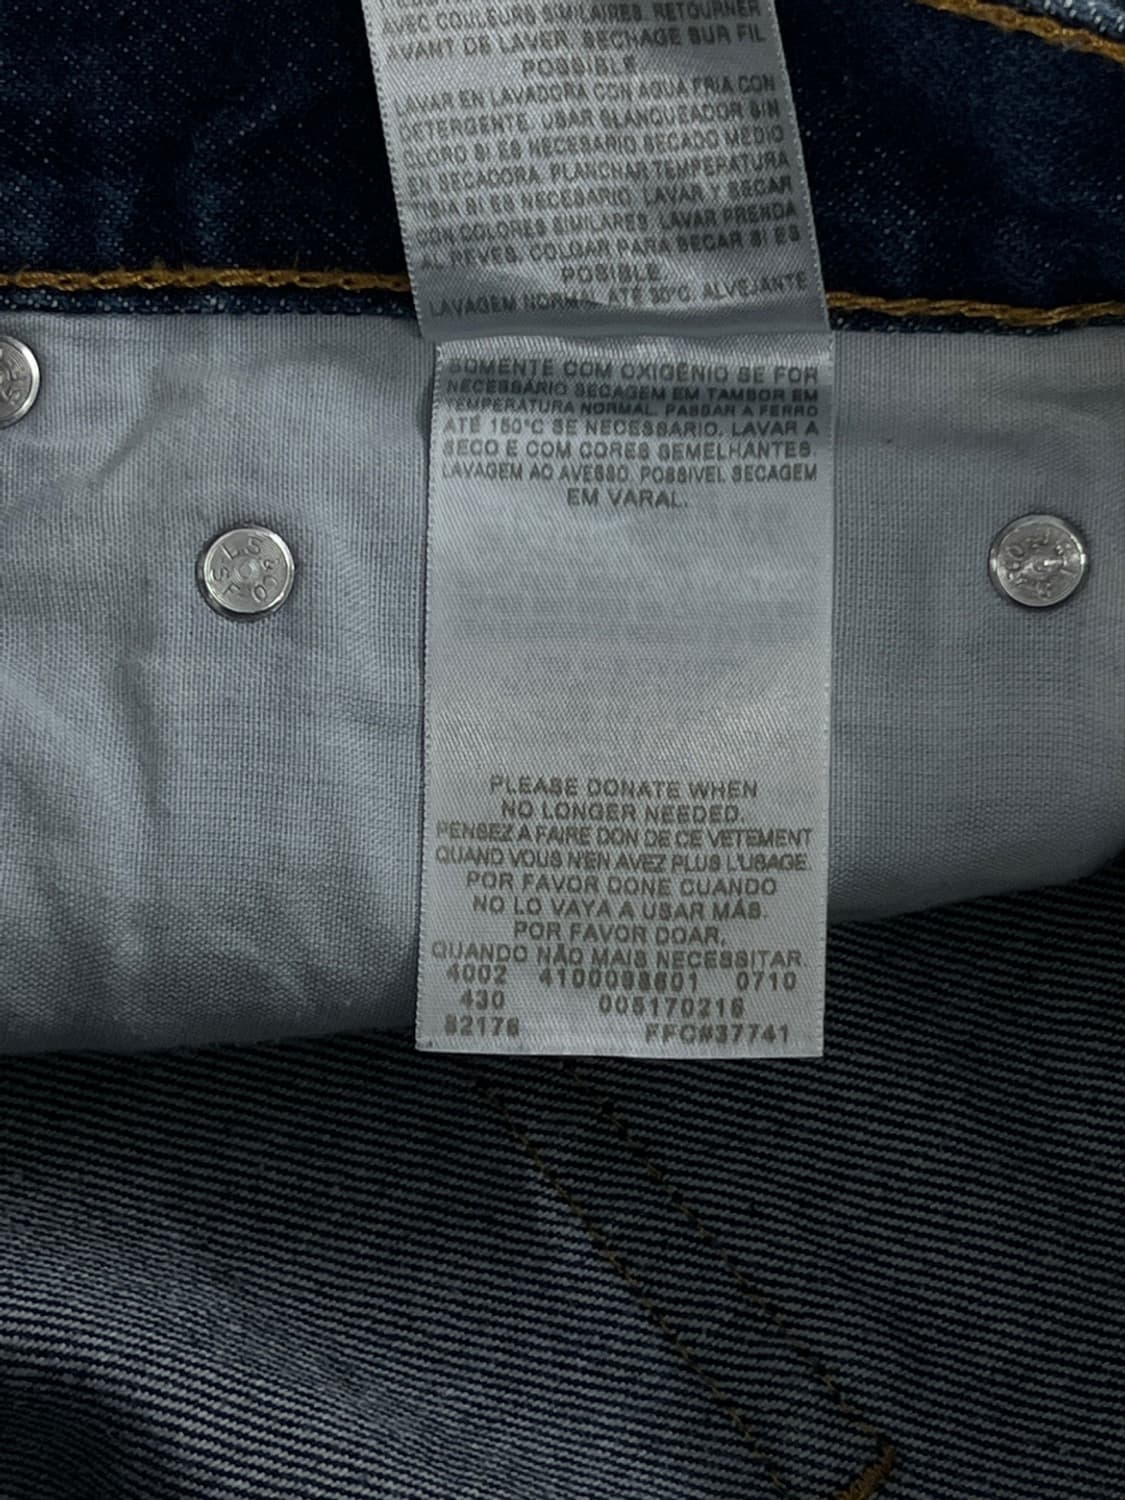 AVEC COULEURS SIMILAIRES. RETOURNER
AVANT DE LAVER. SECHAGE SUR FIL
POSSIBLE.
LAVAR EN LAVADORA CON AGUA FRIA CON
DETERGENTE. USAR BLANQUEADOR SIN
CLORO SI ES NECESSARIO. SECADO MEDIO
EN SECADORA. PLANCHAR TEMPERATURA
TIBIA SI ES NECESARIO. LAVAR Y SECAR
CON COLORES SIMILARES. LAVAR PRENDA
AL REVES. COLGAR PARA SECAR SI ES
POSIBLE.
LAVAGEM NORMAL ATÉ 30°C. ALVEJANTE
SOMENTE COM OXIGÊNIO SE FOR
NECESSÁRIO SECAGEM EM TAMBOR EM
TEMPERATURA NORMAL. PASSAR A FERRO
ATÉ 150°C SE NECESSARIO. LAVAR A
SECO E COM CORES SEMELHANTES.
LAVAGEM AO AVESSO. POSSIVEL SECAGEM
EM VARAL.
L S & CO S F
PLEASE DONATE WHEN
NO LONGER NEEDED.
PENSEZ A FAIRE DON DE CE VETEMENT
QUAND VOUS N'EN AVEZ PLUS L'USAGE.
POR FAVOR DONE CUANDO
NO LO VAYA A USAR MÁS.
POR FAVOR DOAR,
QUANDO NÃO MAIS NECESSITAR.
4002 4100098601 0710
430 005170216
82176 FFC#37741